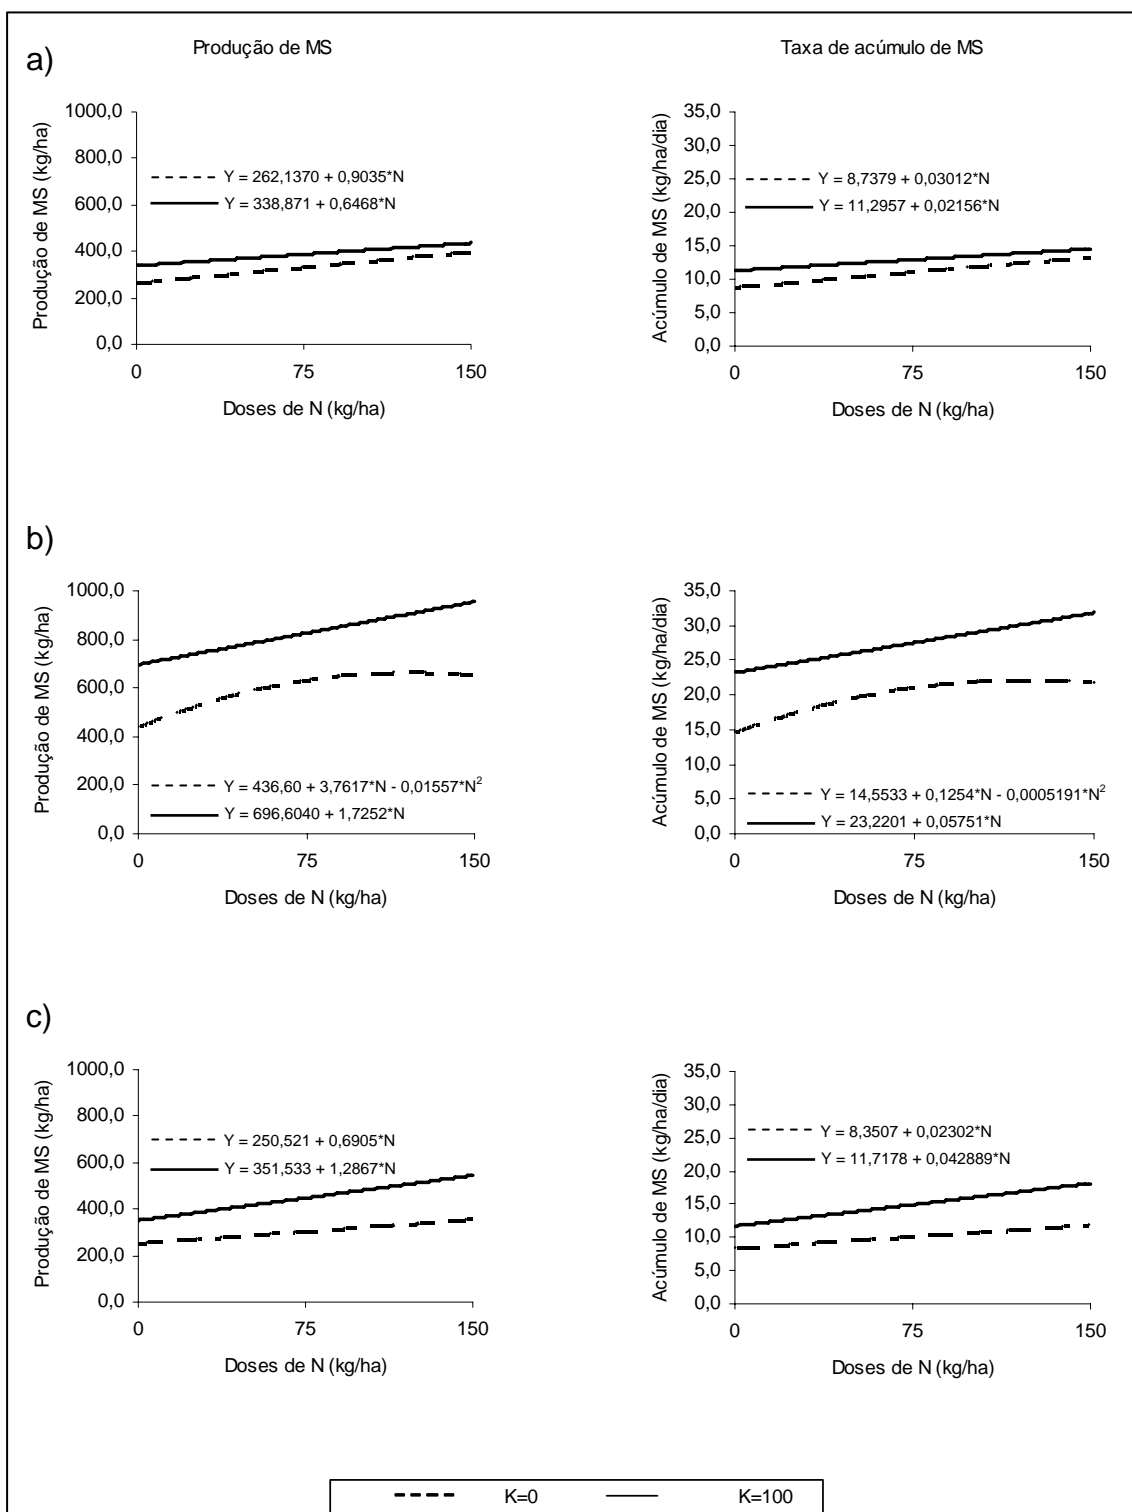 Produção de MS
Taxa de acúmulo de MS
a)
Produção de MS (kg/ha)
1000,0
800,0
600,0
400,0
200,0
0,0
Y = 262,1370 + 0,9035*N
Y = 338,871 + 0,6468*N
0
75
150
Doses de N (kg/ha)
Acúmulo de MS (kg/ha/dia)
35,0
30,0
25,0
20,0
15,0
10,0
5,0
0,0
Y = 8,7379 + 0,03012*N
Y = 11,2957 + 0,02156*N
0
75
150
Doses de N (kg/ha)
b)
Produção de MS (kg/ha)
1000,0
800,0
600,0
400,0
200,0
0,0
Y = 436,60 + 3,7617*N - 0,01557*N²
Y = 696,6040 + 1,7252*N
0
75
150
Doses de N (kg/ha)
Acúmulo de MS (kg/ha/dia)
35,0
30,0
25,0
20,0
15,0
10,0
5,0
0,0
Y = 14,5533 + 0,1254*N - 0,0005191*N²
Y = 23,2201 + 0,05751*N
0
75
150
Doses de N (kg/ha)
c)
Produção de MS (kg/ha)
1000,0
800,0
600,0
400,0
200,0
0,0
Y = 250,521 + 0,6905*N
Y = 351,533 + 1,2867*N
0
75
150
Doses de N (kg/ha)
Acúmulo de MS (kg/ha/dia)
35,0
30,0
25,0
20,0
15,0
10,0
5,0
0,0
Y = 8,3507 + 0,02302*N
Y = 11,7178 + 0,042889*N
0
75
150
Doses de N (kg/ha)
K=0
K=100